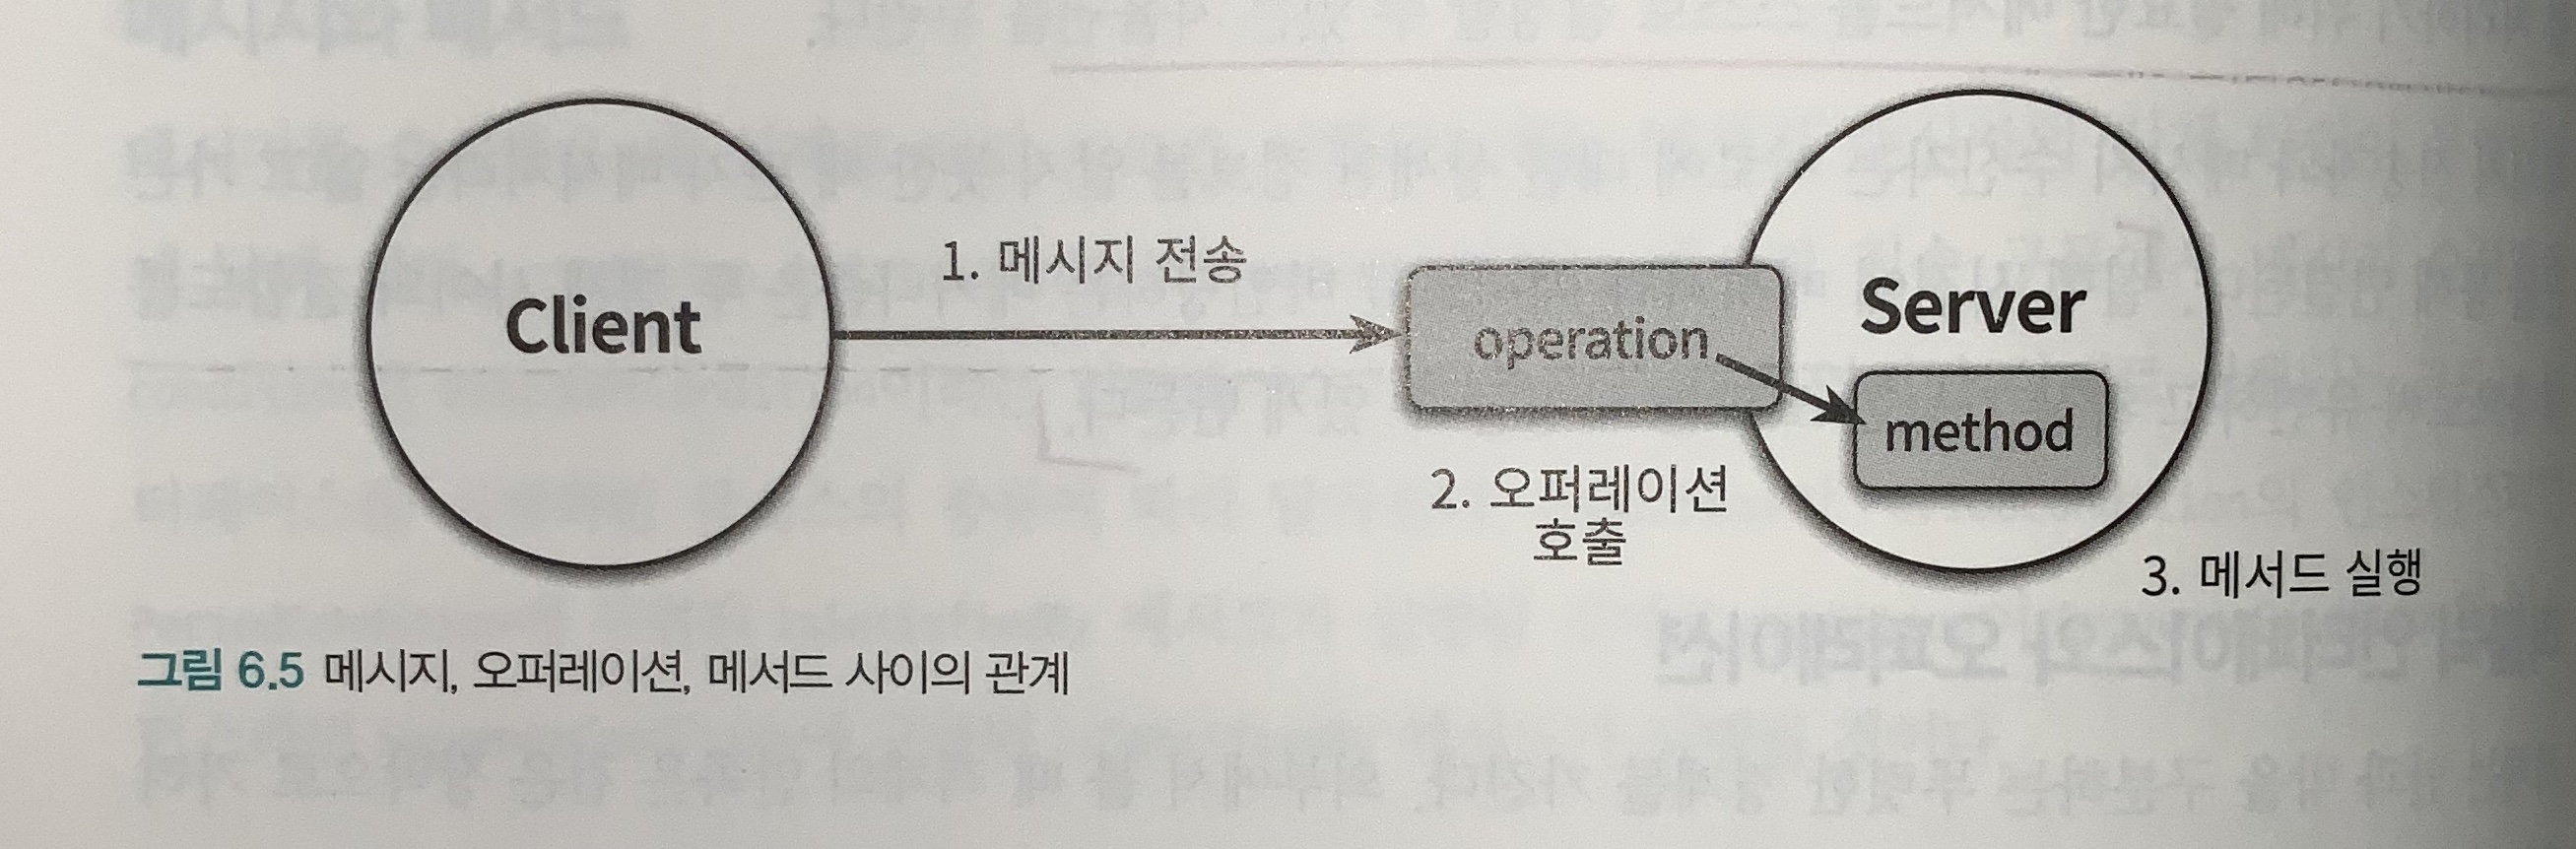 Client
1. 메시지 전송
operation
Server
method
2. 오퍼레이션
호출
3. 메서드 실행
그림 6.5 메시지, 오퍼레이션, 메서드 사이의 관계